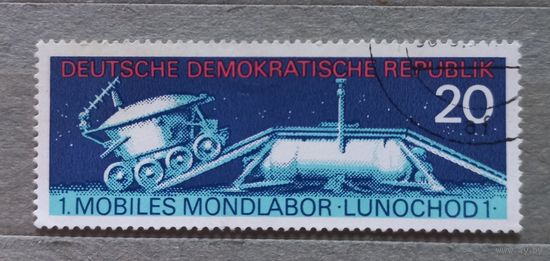 DEUTSCHE DEMOKRATISCHE REPUBLIK
20
1. MOBILES MONDLABOR · LUNOCHOD 1 ·